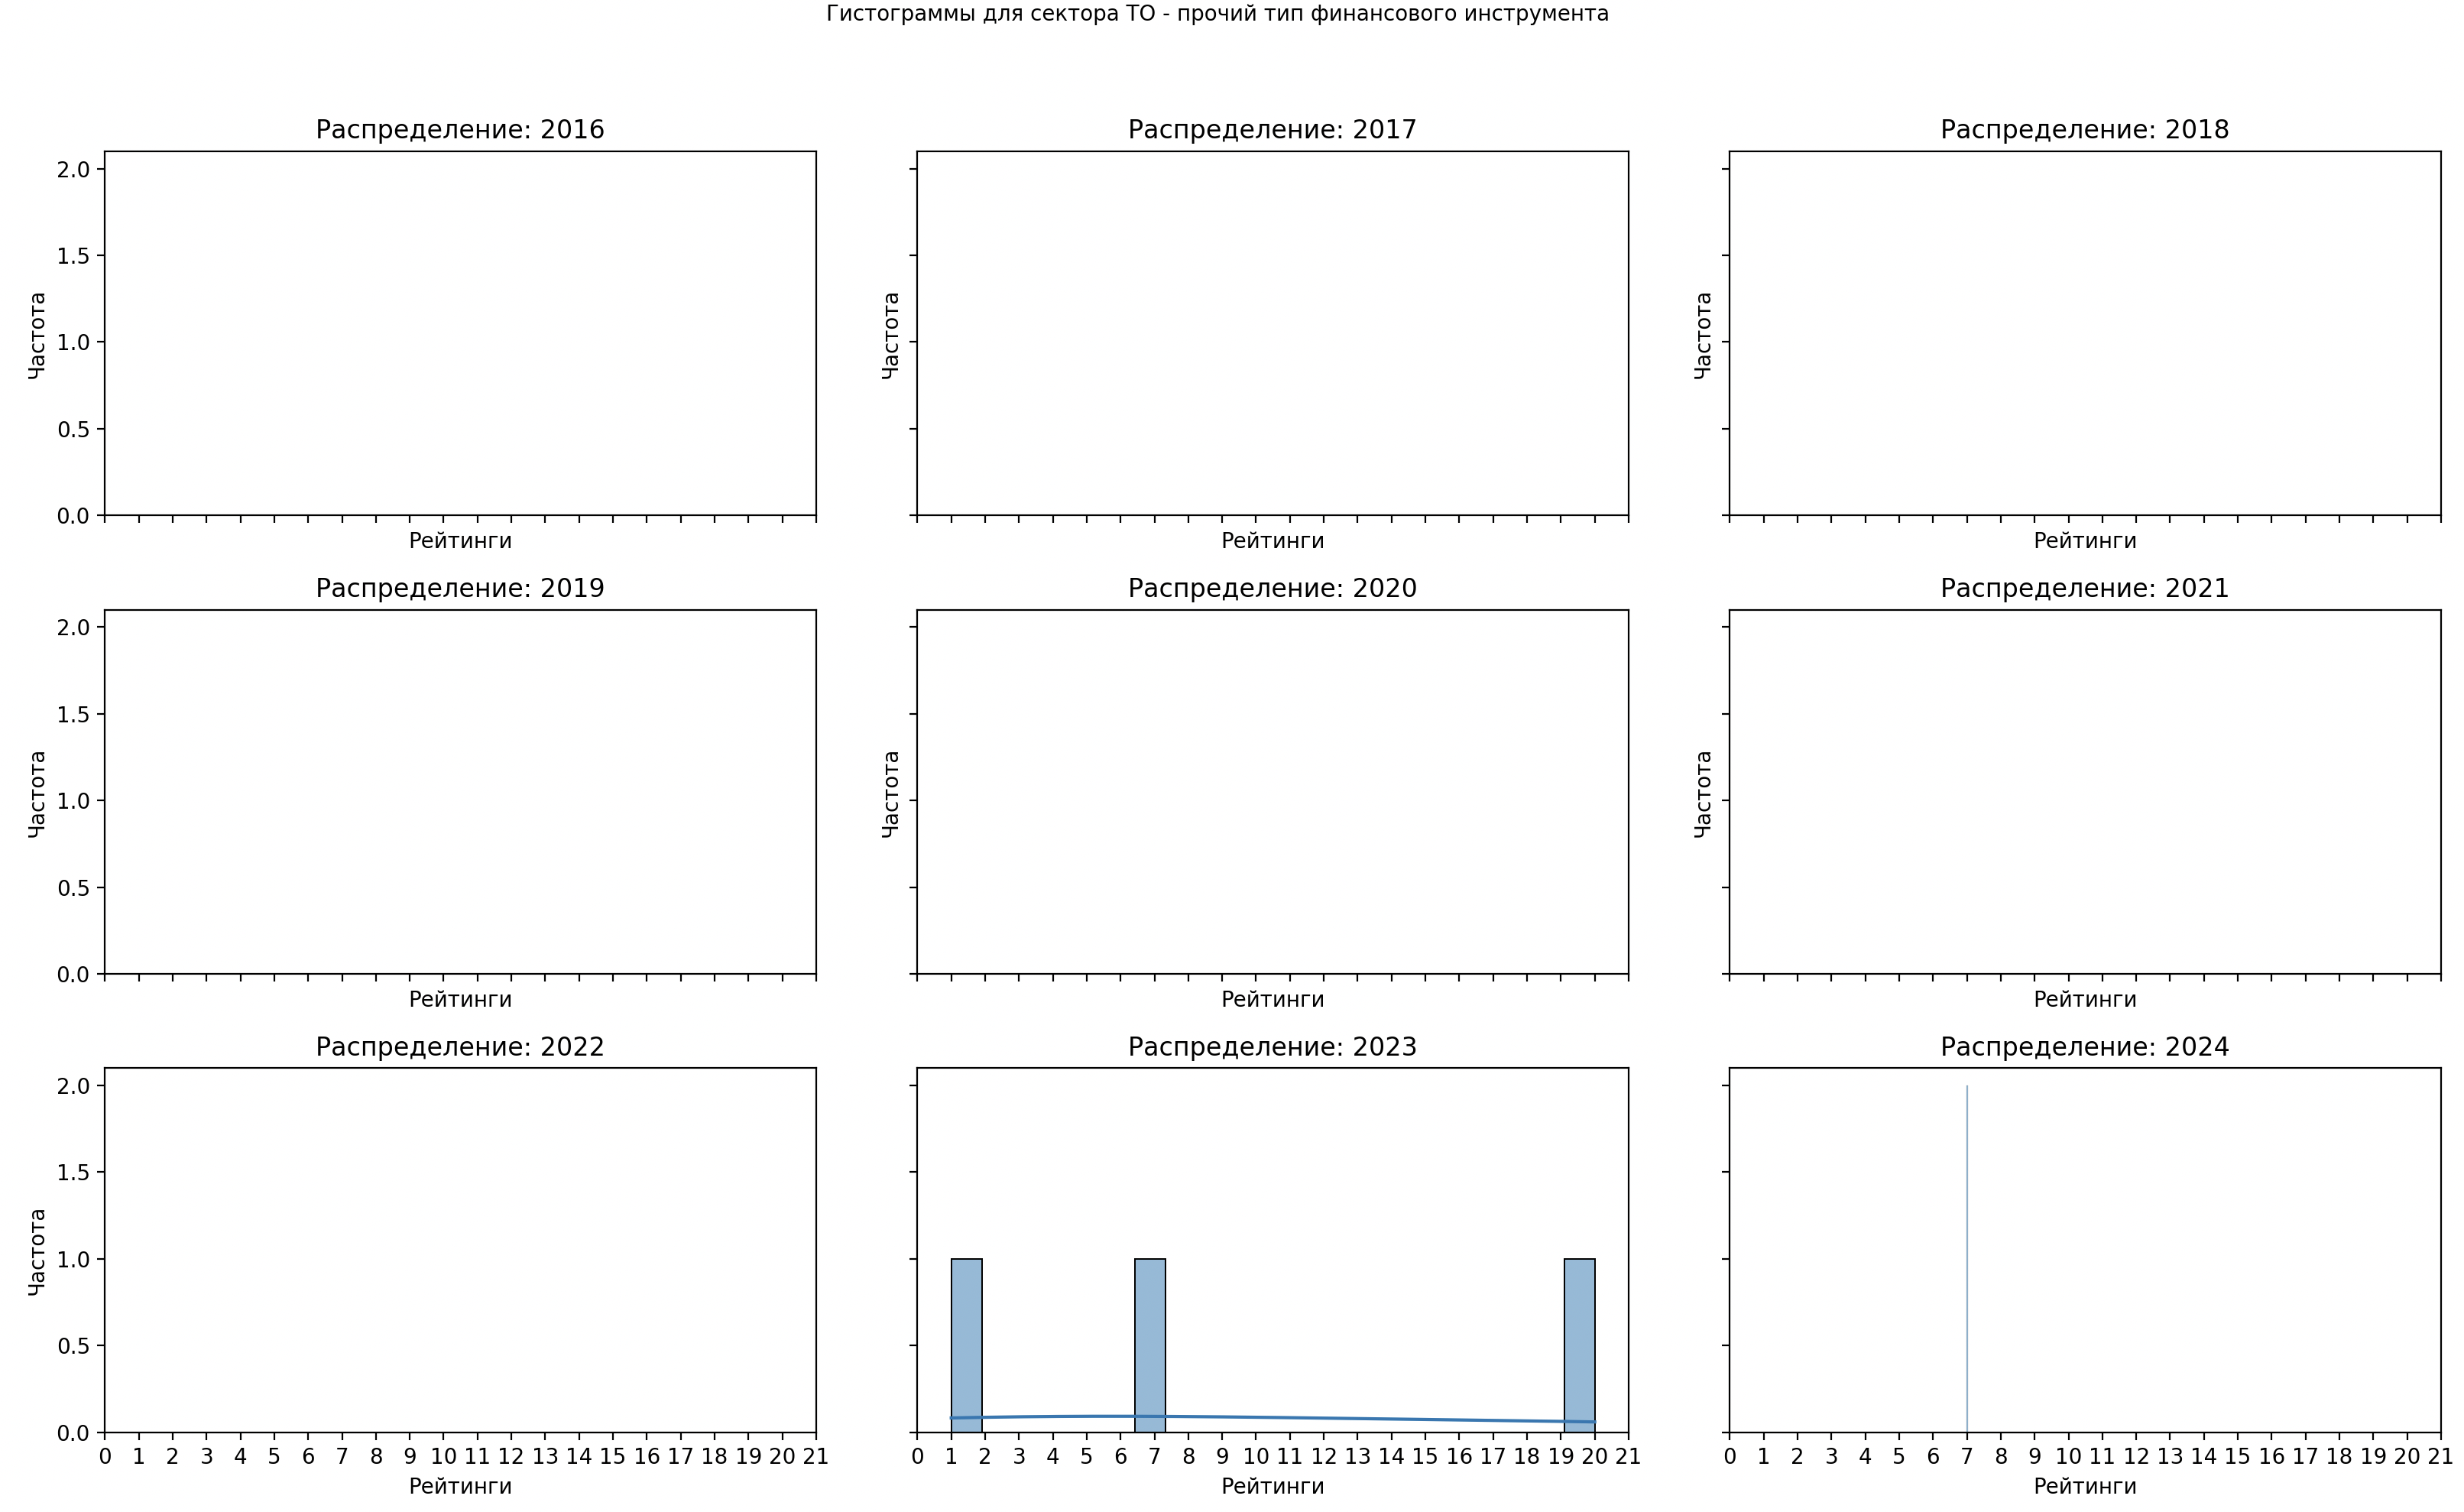 Гистограммы для сектора ТО - прочий тип финансового инструмента
Распределение: 2016
Распределение: 2017
Распределение: 2018
2.0
1.5
1.0
0.5
0.0
Частота
Частота
Частота
Рейтинги
Рейтинги
Рейтинги
Распределение: 2019
Распределение: 2020
Распределение: 2021
2.0
1.5
1.0
0.5
0.0
Частота
Частота
Частота
Рейтинги
Рейтинги
Рейтинги
Распределение: 2022
Распределение: 2023
Распределение: 2024
2.0
1.5
1.0
0.5
0.0
Частота
0 1 2 3 4 5 6 7 8 9 10 11 12 13 14 15 16 17 18 19 20 21
0 1 2 3 4 5 6 7 8 9 10 11 12 13 14 15 16 17 18 19 20 21
0 1 2 3 4 5 6 7 8 9 10 11 12 13 14 15 16 17 18 19 20 21
Рейтинги
Рейтинги
Рейтинги